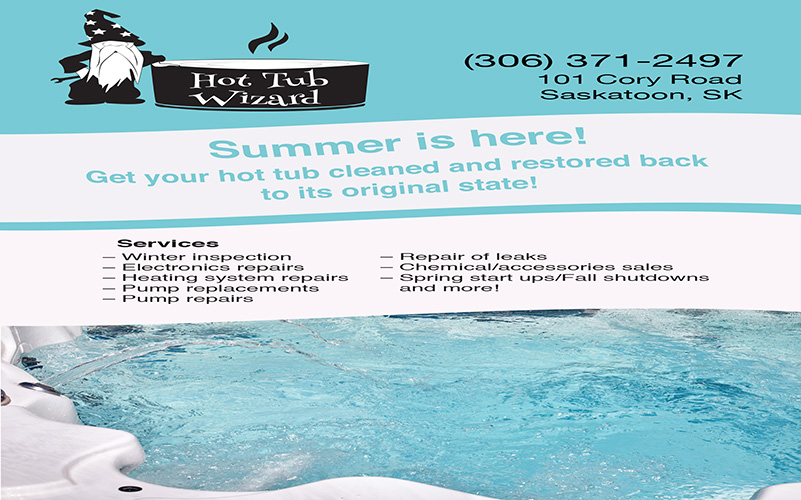 Hot Tub
Wizard
(306) 371-2497
101 Cory Road
Saskatoon, SK
Summer is here!
Get your hot tub cleaned and restored back
to its original state!
Services
– Winter inspection
– Electronics repairs
– Heating system repairs
– Pump replacements
– Pump repairs
– Repair of leaks
– Chemical/accessories sales
– Spring start ups/Fall shutdowns
and more!